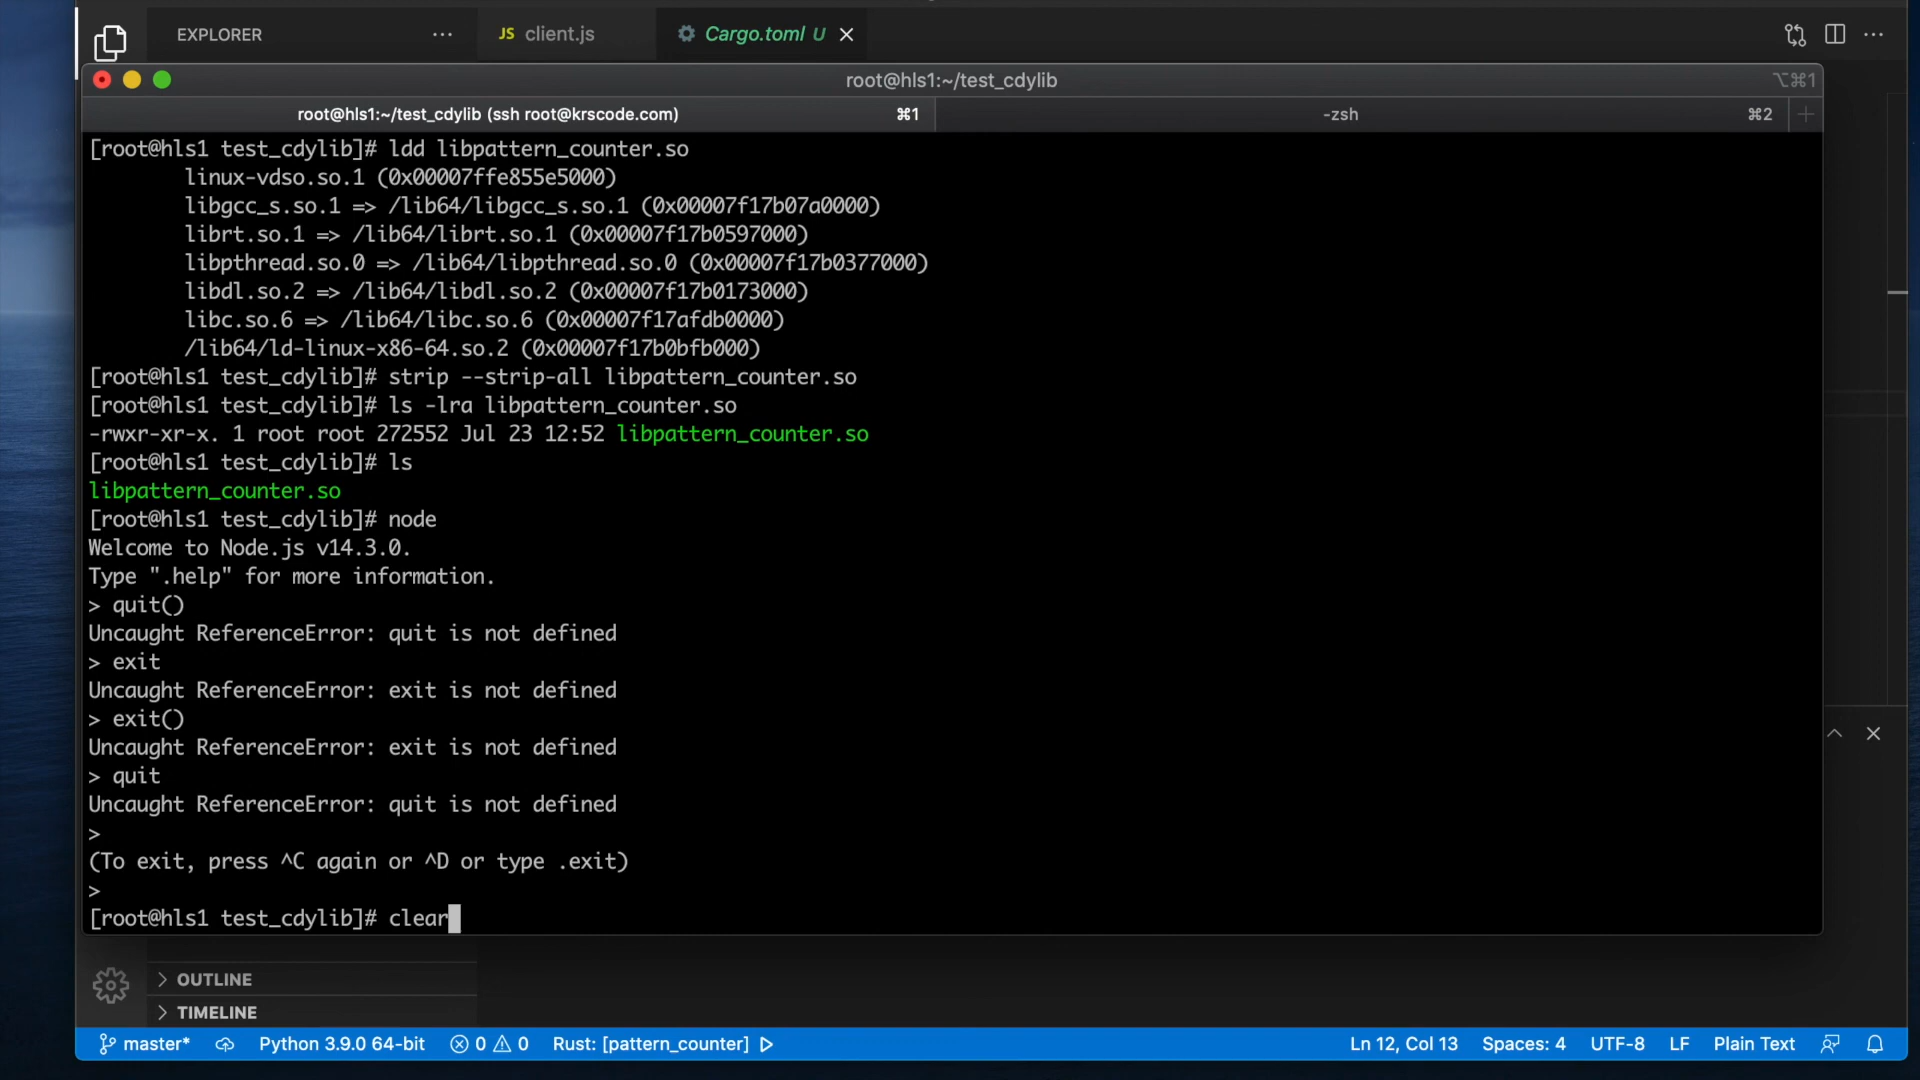 EXPLORER ··· JS client.js Cargo.toml U
root@hls1:~/test_cdylib ⌥⌘1
root@hls1:~/test_cdylib (ssh root@krscode.com) ⌘1 -zsh ⌘2
[root@hls1 test_cdylib]# ldd libpattern_counter.so
linux-vdso.so.1 (0x00007ffe855e5000)
libgcc_s.so.1 => /lib64/libgcc_s.so.1 (0x00007f17b07a0000)
librt.so.1 => /lib64/librt.so.1 (0x00007f17b0597000)
libpthread.so.0 => /lib64/libpthread.so.0 (0x00007f17b0377000)
libdl.so.2 => /lib64/libdl.so.2 (0x00007f17b0173000)
libc.so.6 => /lib64/libc.so.6 (0x00007f17afdb0000)
/lib64/ld-linux-x86-64.so.2 (0x00007f17b0bfb000)
[root@hls1 test_cdylib]# strip --strip-all libpattern_counter.so
[root@hls1 test_cdylib]# ls -lra libpattern_counter.so
-rwxr-xr-x. 1 root root 272552 Jul 23 12:52 libpattern_counter.so
[root@hls1 test_cdylib]# ls
libpattern_counter.so
[root@hls1 test_cdylib]# node
Welcome to Node.js v14.3.0.
Type ".help" for more information.
> quit()
Uncaught ReferenceError: quit is not defined
> exit
Uncaught ReferenceError: exit is not defined
> exit()
Uncaught ReferenceError: exit is not defined
> quit
Uncaught ReferenceError: quit is not defined
>
(To exit, press ^C again or ^D or type .exit)
>
[root@hls1 test_cdylib]# clear
OUTLINE
TIMELINE
master* Python 3.9.0 64-bit 0 0 Rust: [pattern_counter] Ln 12, Col 13 Spaces: 4 UTF-8 LF Plain Text